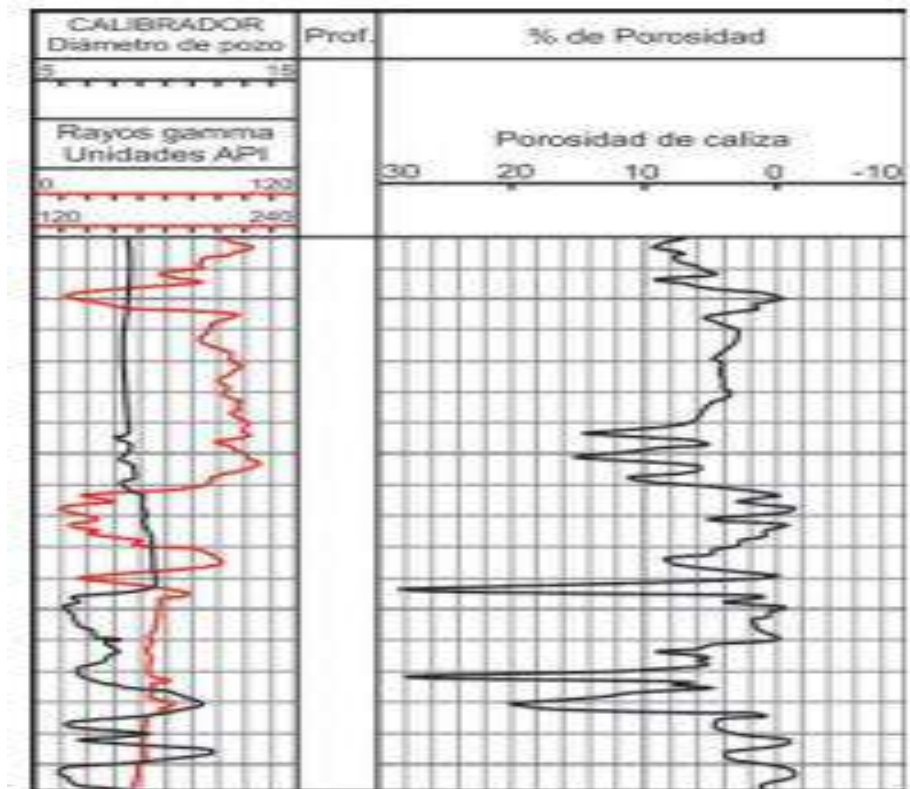 CALIBRADOR
Diámetro de pozo
5 15
Rayos gamma
Unidades API
0 120
120 240
Prof.
% de Porosidad
Porosidad de caliza
30 20 10 0 -10